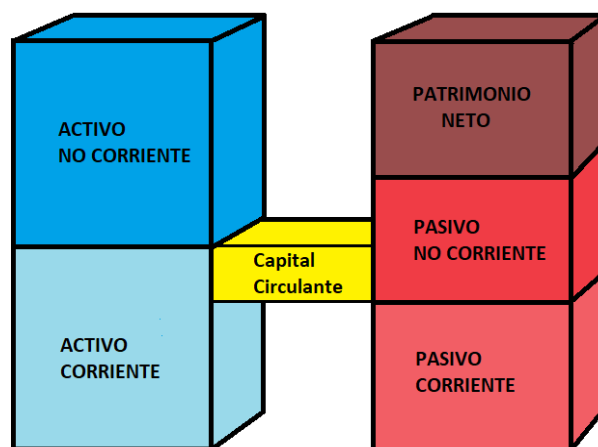 ACTIVO
NO CORRIENTE
ACTIVO
CORRIENTE
Capital
Circulante
PATRIMONIO
NETO
PASIVO
NO CORRIENTE
PASIVO
CORRIENTE